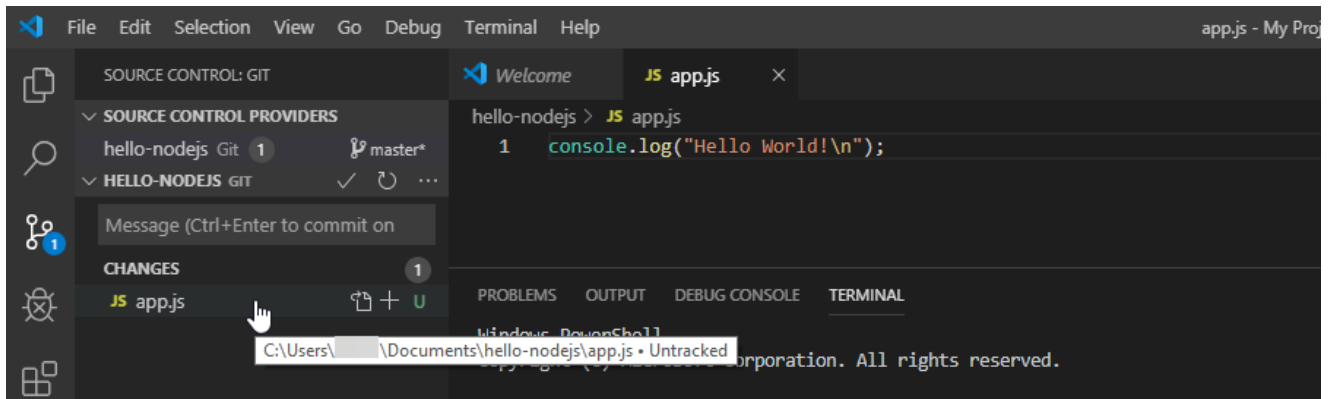 File Edit Selection View Go Debug Terminal Help app.js - My Proj
SOURCE CONTROL: GIT
SOURCE CONTROL PROVIDERS
hello-nodejs Git 1 master*
HELLO-NODEJS GIT
Message (Ctrl+Enter to commit on
CHANGES 1
JS app.js U
C:\Users\ \Documents\hello-nodejs\app.js • Untracked
1
Welcome JS app.js
hello-nodejs > JS app.js
1 console.log("Hello World!\n");
PROBLEMS OUTPUT DEBUG CONSOLE TERMINAL
Windows PowerShell
rporation. All rights reserved.